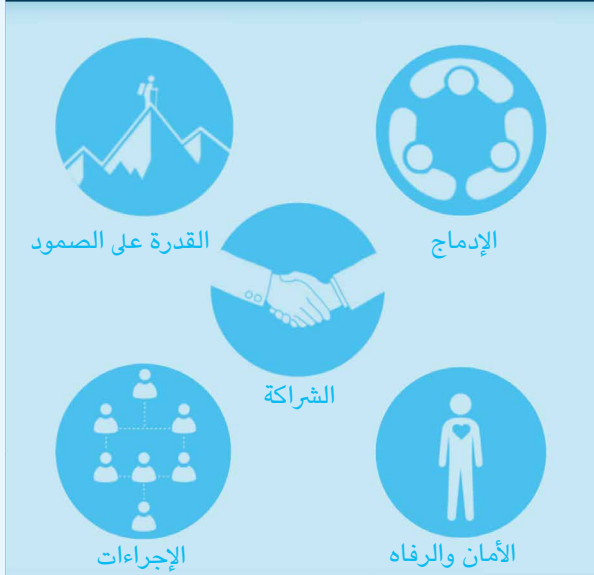 الإدماج
القدرة على الصمود
الشراكة
الأمان والرفاه
الإجراءات